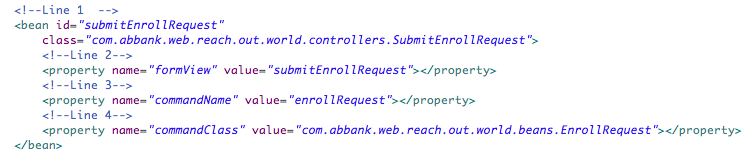 <!--Line 1  -->
<bean id="submitEnrollRequest"
    class="com.abbank.web.reach.out.world.controllers.SubmitEnrollRequest">
    <!--Line 2-->
    <property name="formView" value="submitEnrollRequest"></property>
    <!--Line 3-->
    <property name="commandName" value="enrollRequest"></property>
    <!--Line 4-->
    <property name="commandClass" value="com.abbank.web.reach.out.world.beans.EnrollRequest"></property>
</bean>